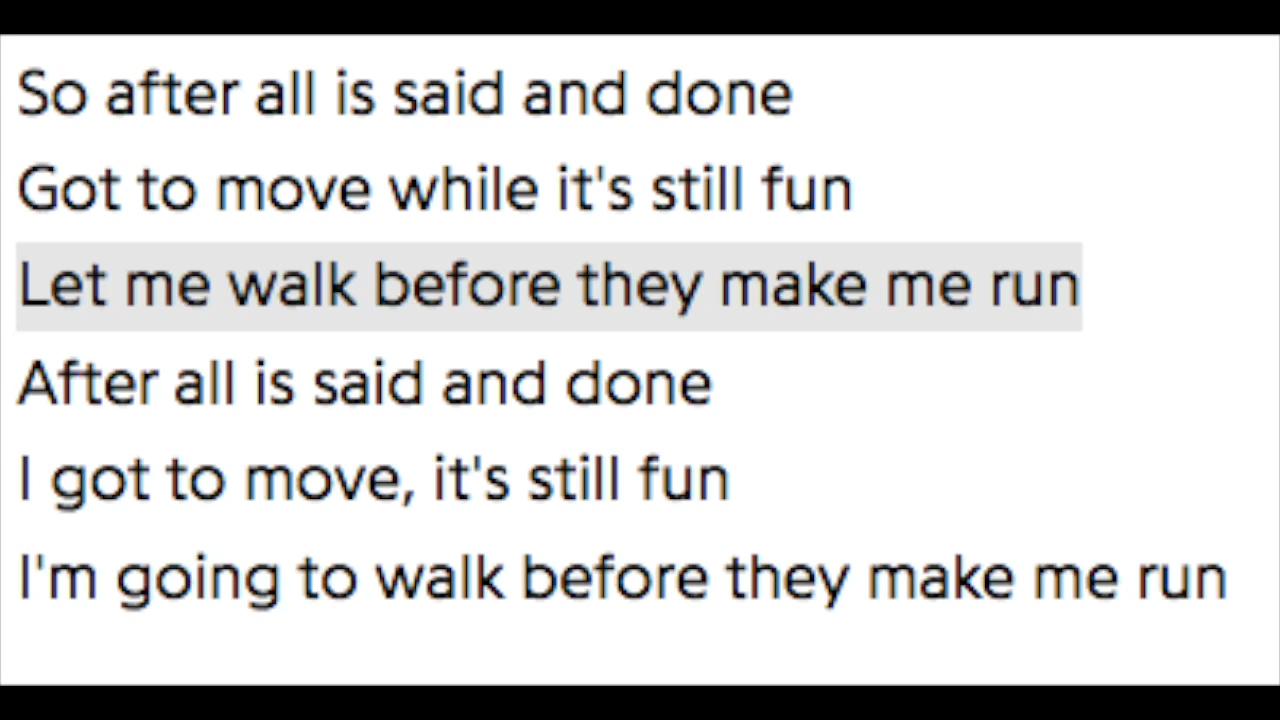 So after all is said and done
Got to move while it's still fun
Let me walk before they make me run
After all is said and done
I got to move, it's still fun
I'm going to walk before they make me run